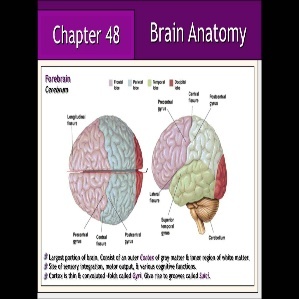 Chapter 48
Brain Anatomy
Forebrain
Cerebrum
Frontal lobe
Parietal lobe
Temporal lobe
Occipital lobe
Longitudinal fissure
Precentral gyrus
Central fissure
Postcentral gyrus
Precentral gyrus
Central fissure
Postcentral gyrus
Lateral fissure
Superior temporal gyrus
Cerebellum
Largest portion of brain. Consist of an outer Cortex of gray matter & inner region of white matter.
Site of sensory integration, motor output, & various cognitive functions.
Cortex is thin & convoluted -folds called Gyri. Give rise to grooves called Sulci.